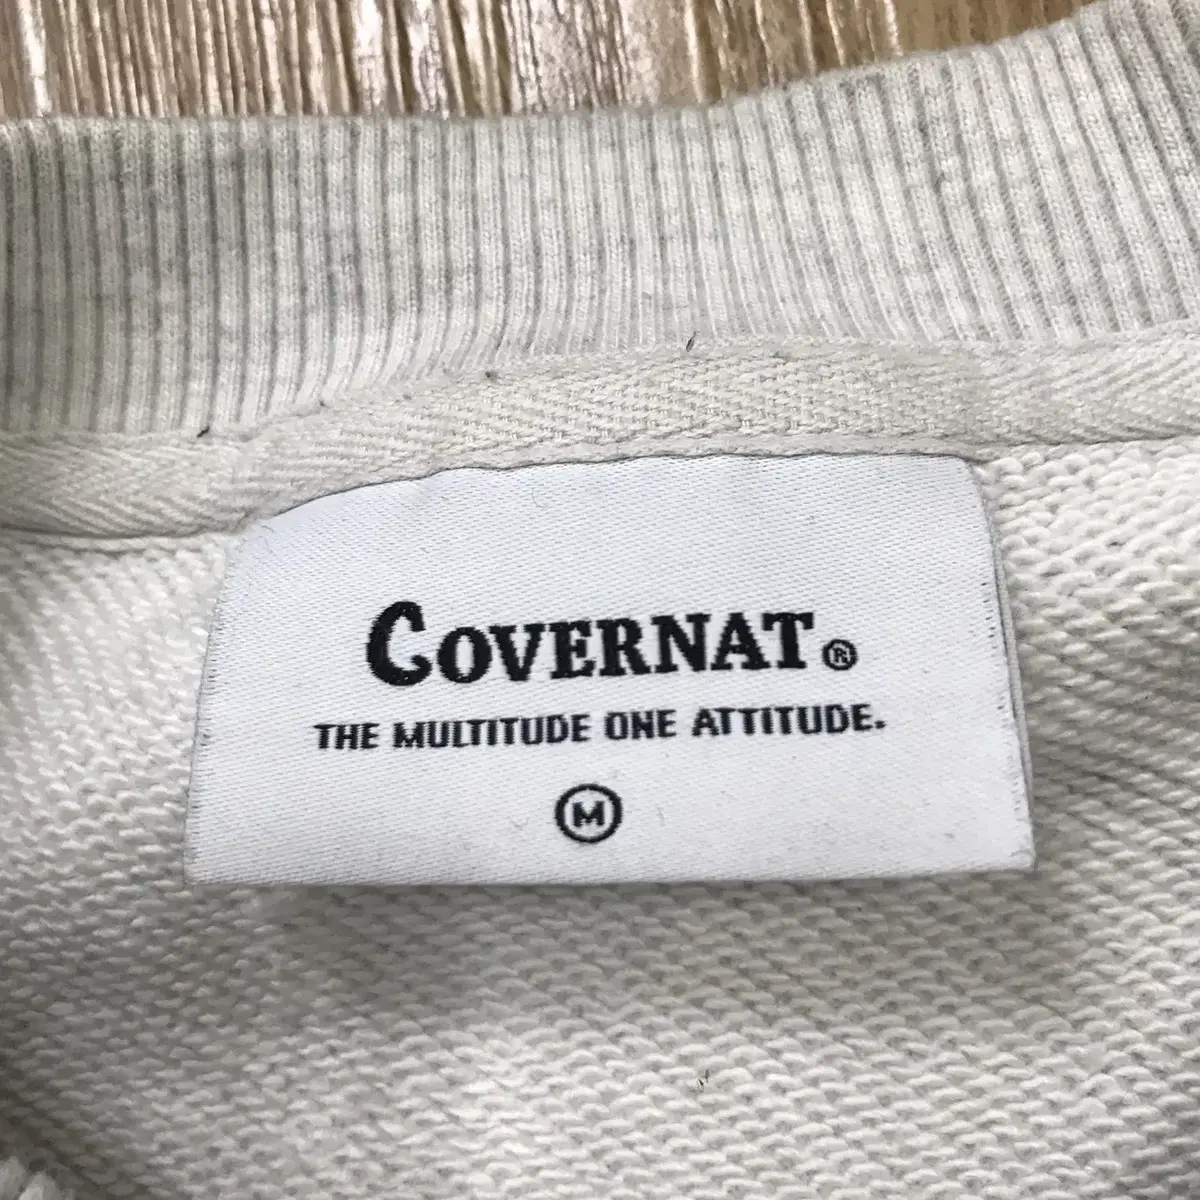 COVERNAT®
THE MULTITUDE ONE ATTITUDE.
M